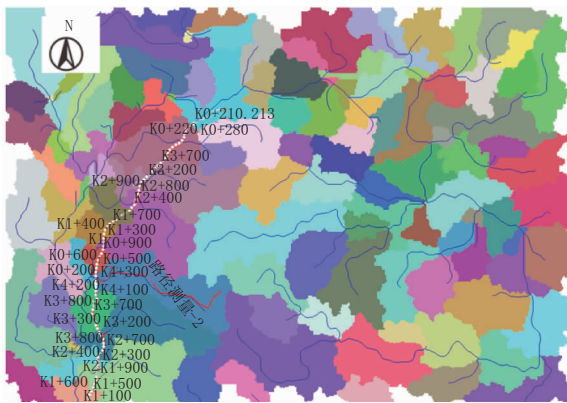 N
K0+210.213
K0+220
K0+280
K3+700
K3+200
K2+900
K2+800
K2+400
K1+700
K1+400
K1+300
K1
K0+900
K0+600
K0+500
K0+200
K4+300
K4+200
K4+100
路径测量-2
K3+800
K3+700
K3+300
K3+200
K3+800
K2+700
K2+400
K2+300
K2
K1+900
K1+600
K1+500
K1+100